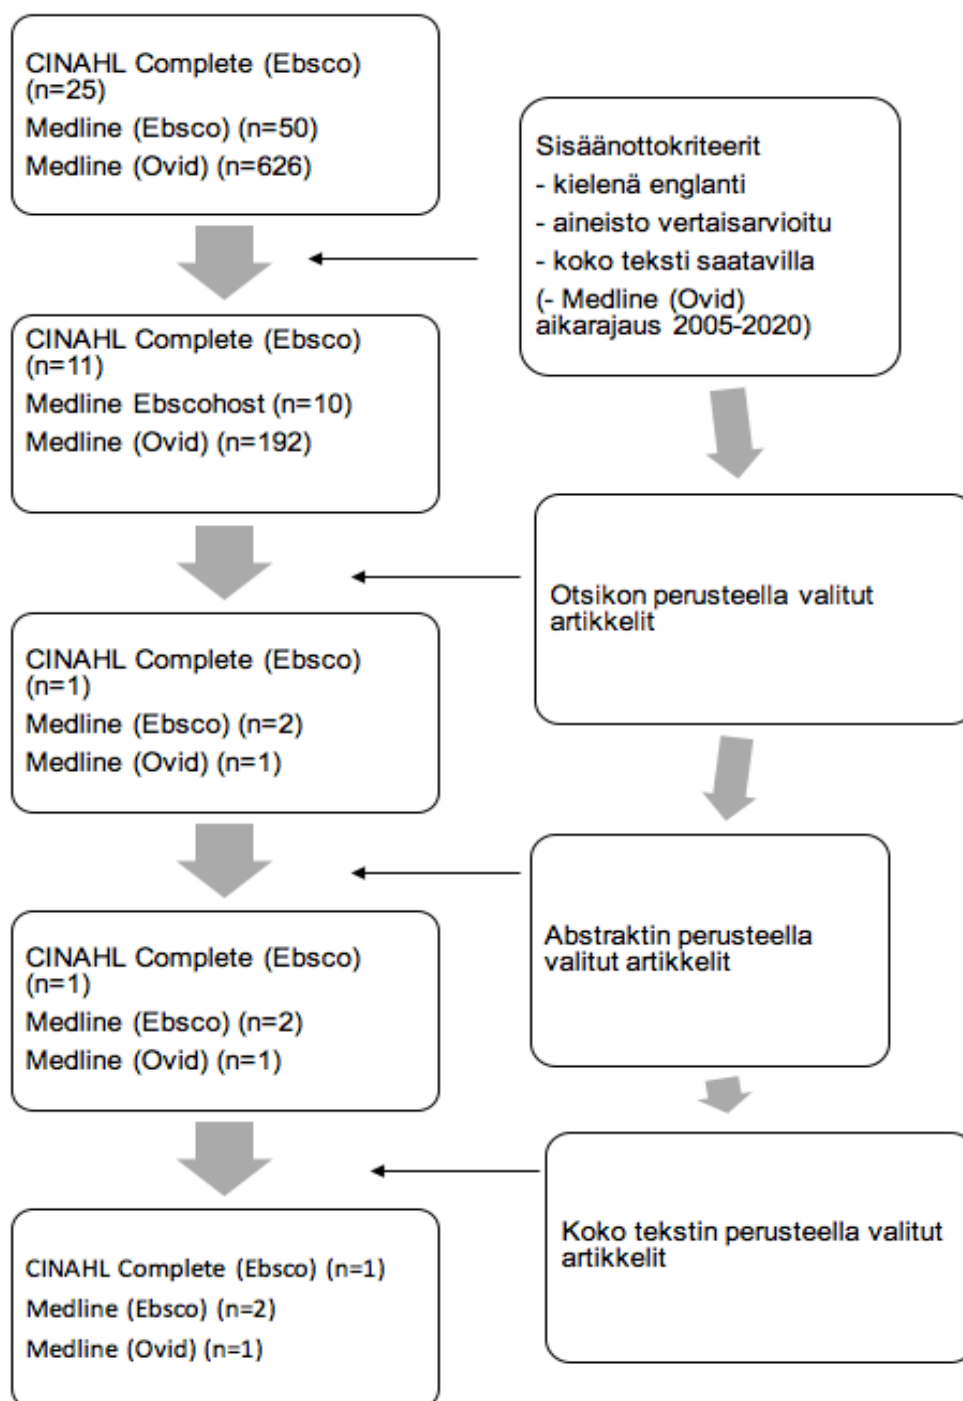 CINAHL Complete (Ebsco)
(n=25)
Medline (Ebsco) (n=50)
Medline (Ovid) (n=626)
Sisäänottokriteerit
- kielenä englanti
- aineisto vertaisarvioitu
- koko teksti saatavilla
(- Medline (Ovid)
aikarajaus 2005-2020)
CINAHL Complete (Ebsco)
(n=11)
Medline Ebscohost (n=10)
Medline (Ovid) (n=192)
Otsikon perusteella valitut
artikkelit
CINAHL Complete (Ebsco)
(n=1)
Medline (Ebsco) (n=2)
Medline (Ovid) (n=1)
Abstraktin perusteella
valitut artikkelit
CINAHL Complete (Ebsco)
(n=1)
Medline (Ebsco) (n=2)
Medline (Ovid) (n=1)
Koko tekstin perusteella valitut
artikkelit
CINAHL Complete (Ebsco) (n=1)
Medline (Ebsco) (n=2)
Medline (Ovid) (n=1)